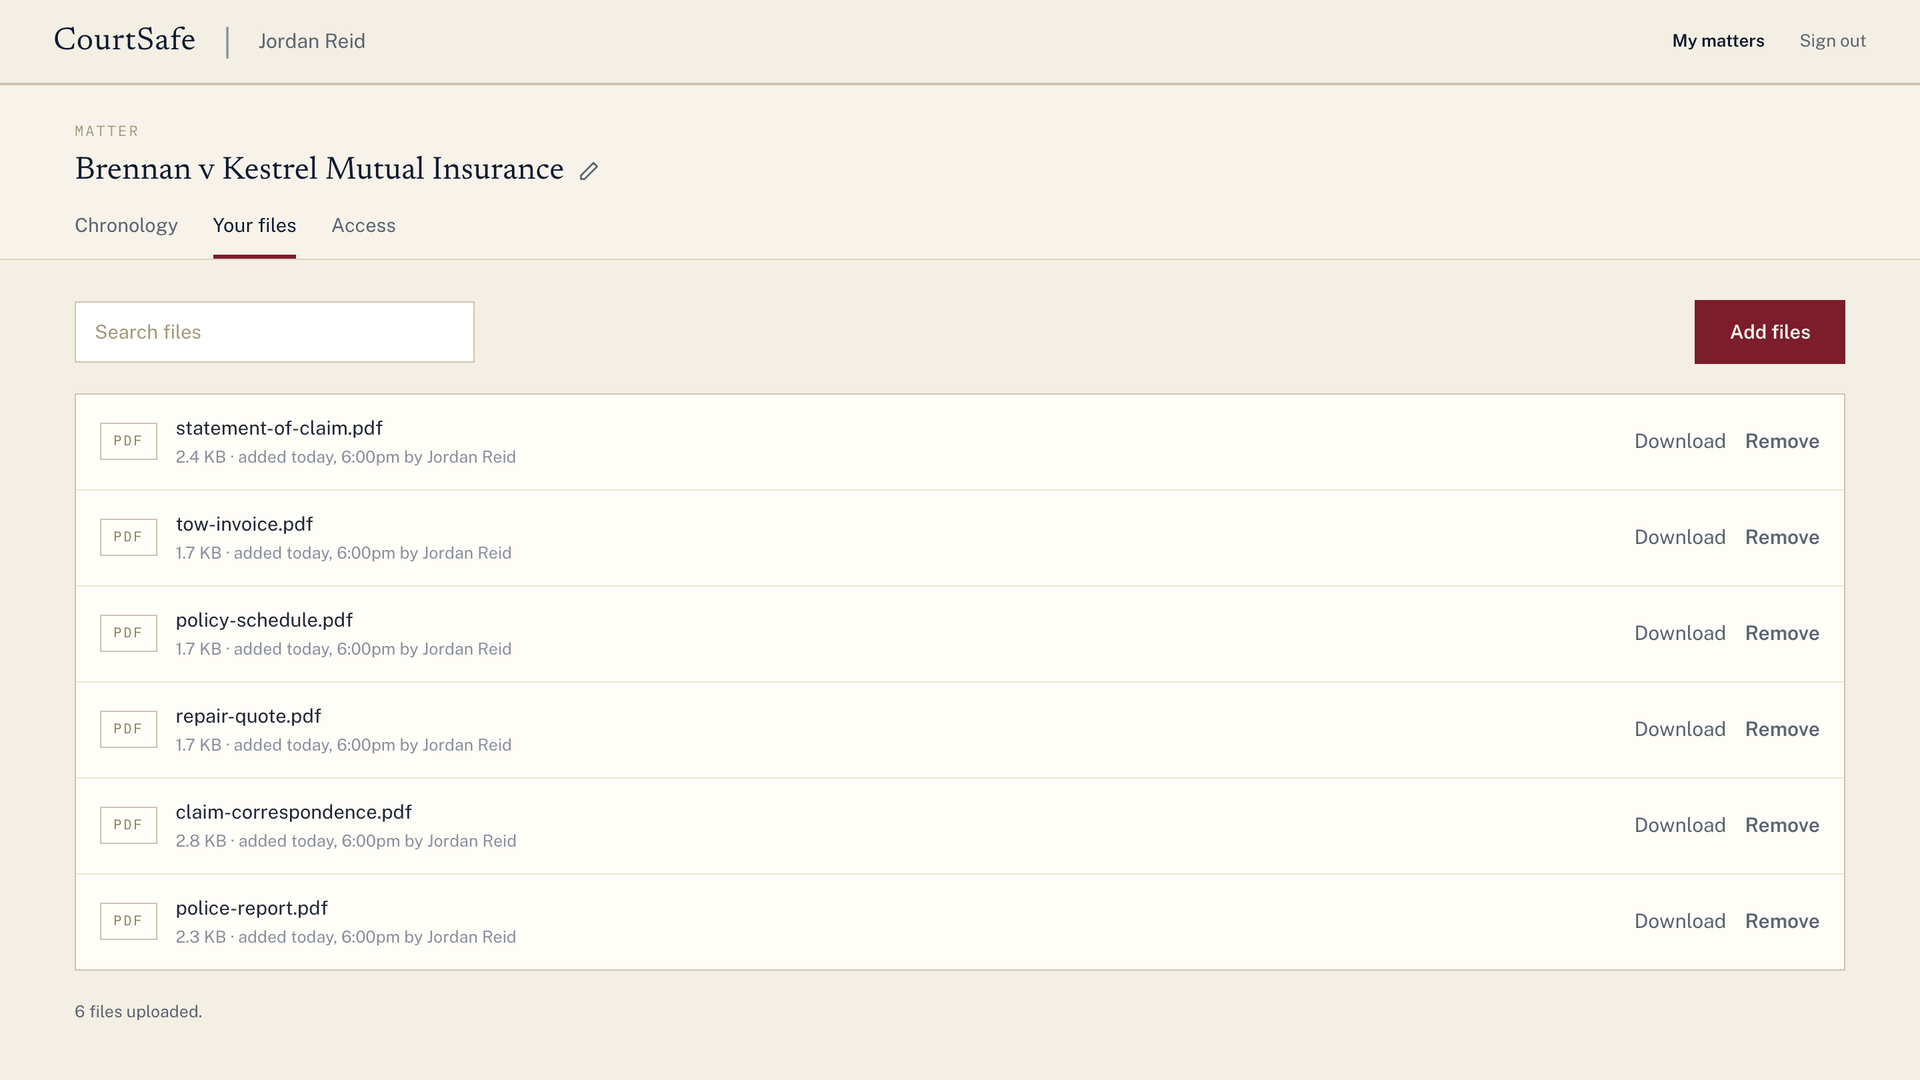 CourtSafe
Jordan Reid
My matters
Sign out
MATTER
Brennan v Kestrel Mutual Insurance
Chronology
Your files
Access
Search files
Add files
PDF
statement-of-claim.pdf
2.4 KB · added today, 6:00pm by Jordan Reid
Download
Remove
PDF
tow-invoice.pdf
1.7 KB · added today, 6:00pm by Jordan Reid
Download
Remove
PDF
policy-schedule.pdf
1.7 KB · added today, 6:00pm by Jordan Reid
Download
Remove
PDF
repair-quote.pdf
1.7 KB · added today, 6:00pm by Jordan Reid
Download
Remove
PDF
claim-correspondence.pdf
2.8 KB · added today, 6:00pm by Jordan Reid
Download
Remove
PDF
police-report.pdf
2.3 KB · added today, 6:00pm by Jordan Reid
Download
Remove
6 files uploaded.